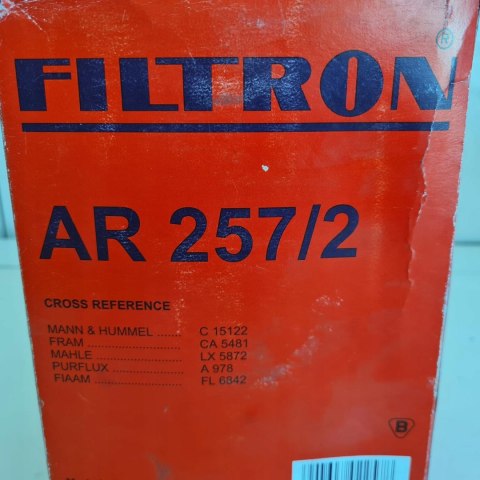 FILTRON®
AR 257/2
CROSS REFERENCE
MANN & HUMMEL ...... C 15122
FRAM ........................ CA 5481
MAHLE ...................... LX 5872
PURFLUX .................. A 978
FIAAM ........................ FL 6842
B